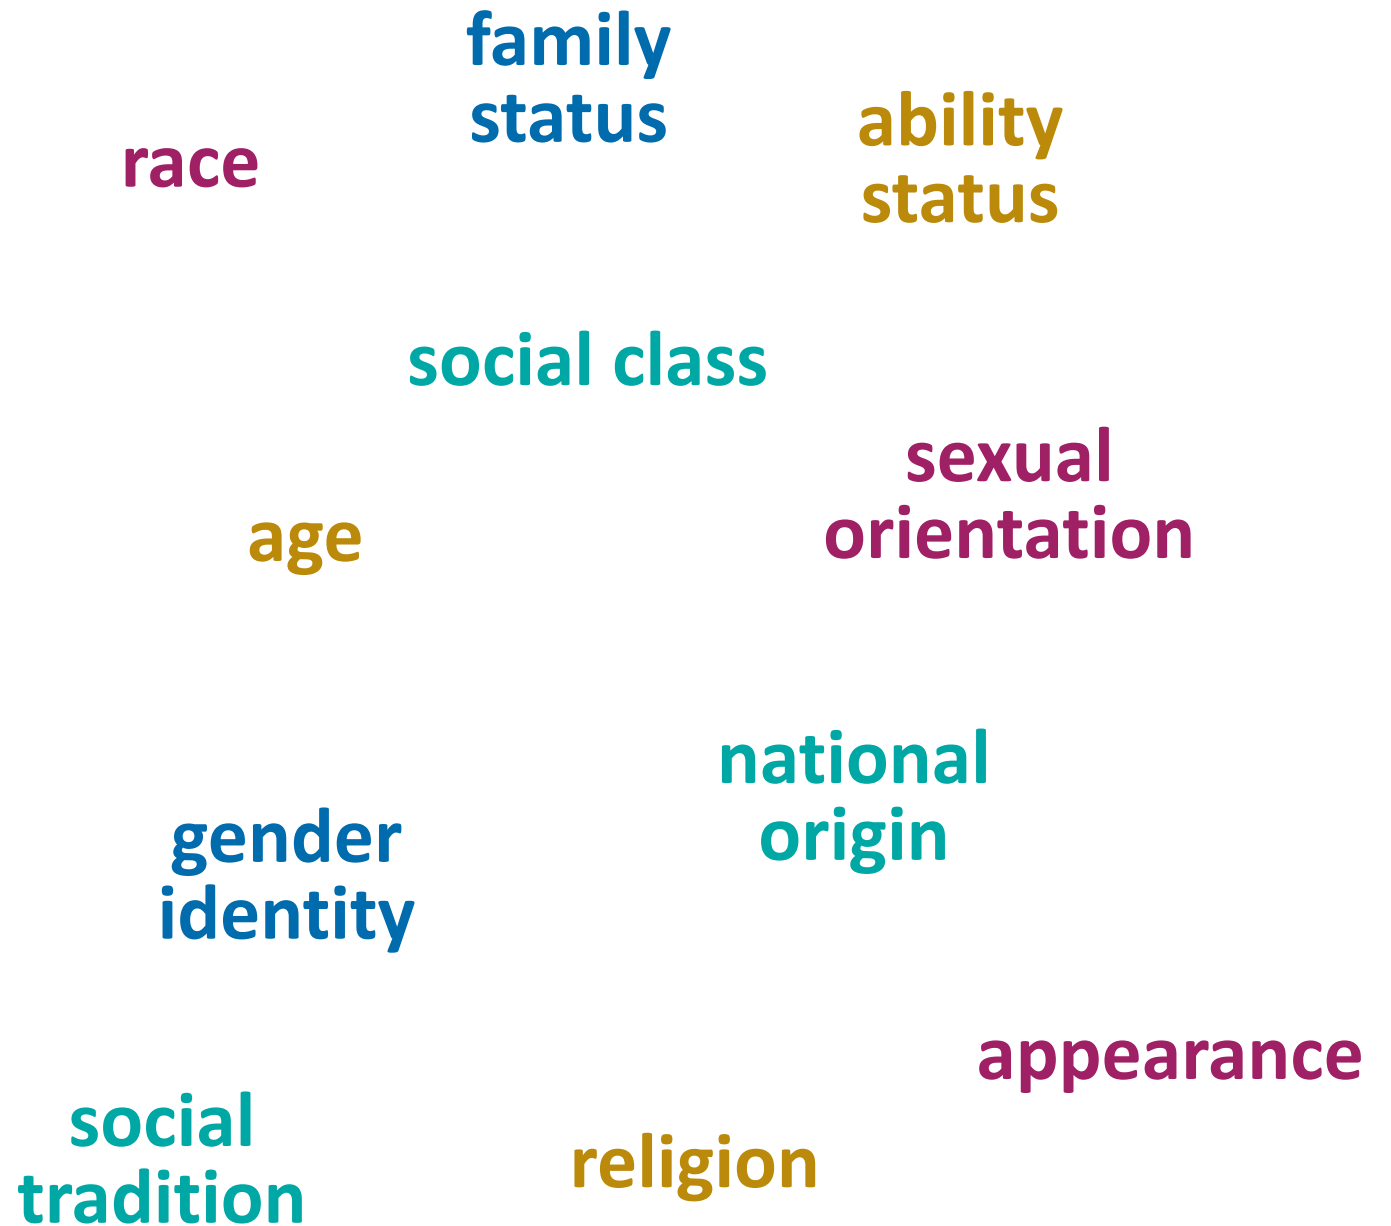 family
status
ability
status
race
social class
sexual
orientation
age
national
origin
gender
identity
appearance
social
tradition
religion